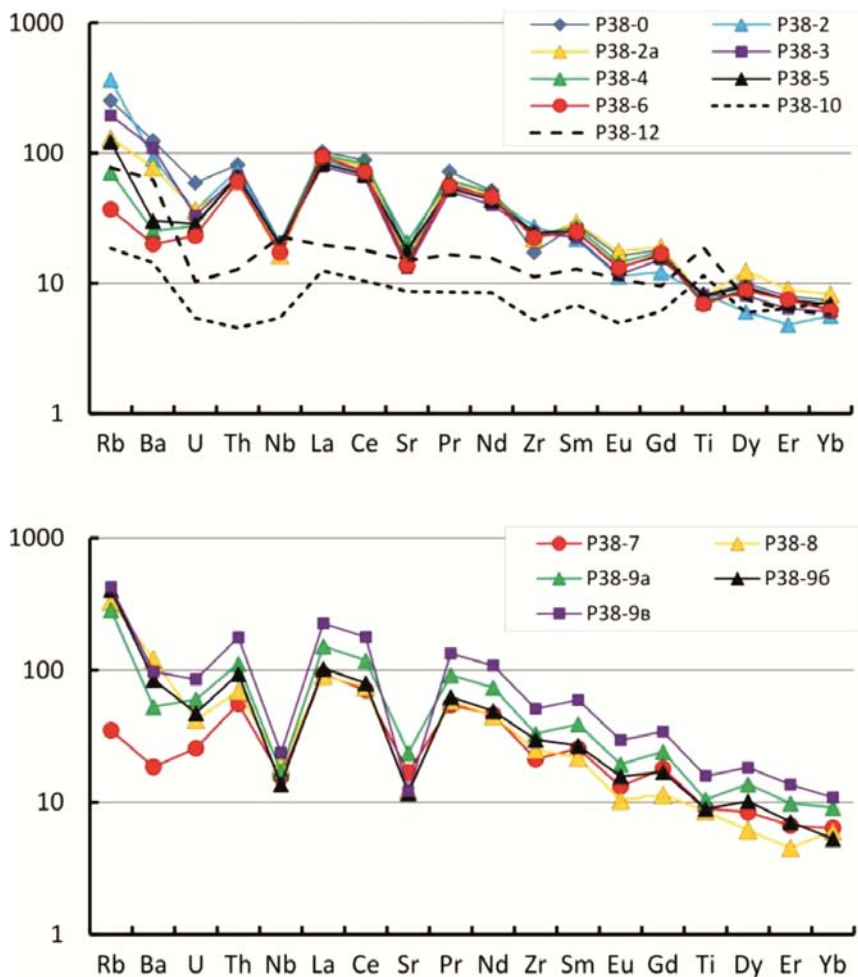 1000
P38-0 P38-2
P38-2a P38-3
P38-4 P38-5
P38-6 P38-10
P38-12
100
10
1
Rb Ba U Th Nb La Ce Sr Pr Nd Zr Sm Eu Gd Ti Dy Er Yb
1000
P38-7 P38-8
P38-9а P38-9б
P38-9в
100
10
1
Rb Ba U Th Nb La Ce Sr Pr Nd Zr Sm Eu Gd Ti Dy Er Yb